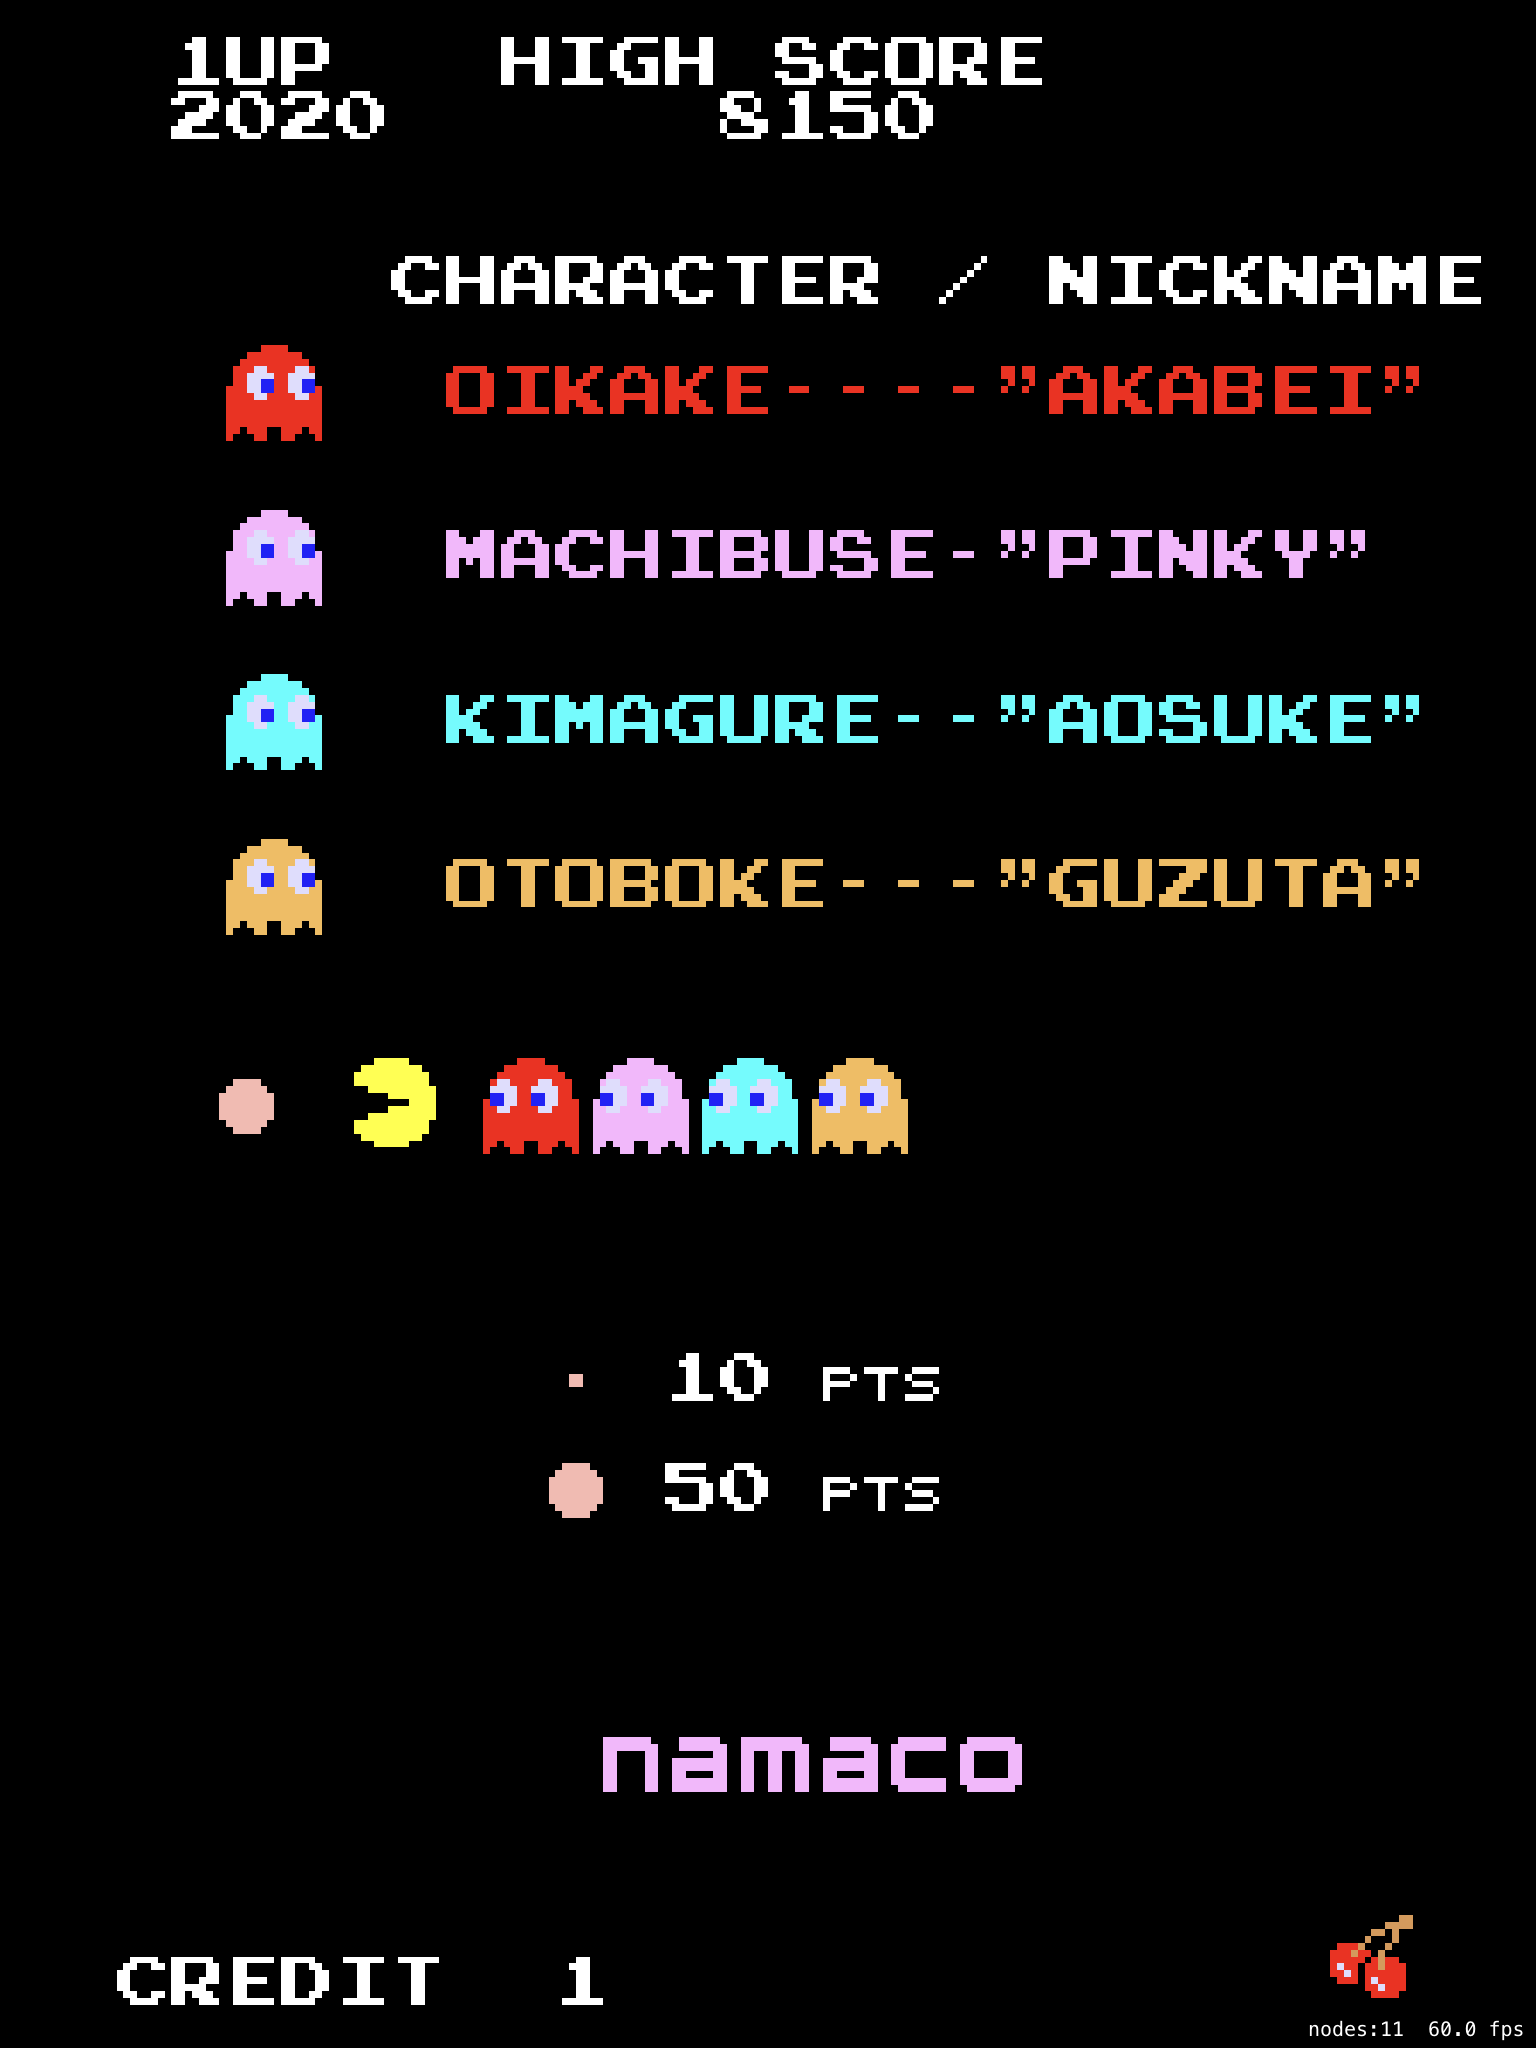 1UP HIGH SCORE
2020 8150
CHARACTER / NICKNAME
OIKAKE----"AKABEI"
MACHIBUSE-"PINKY"
KIMAGURE--"AOSUKE"
OTOBOKE---"GUZUTA"
10 PTS
50 PTS
namaco
CREDIT 1
nodes:11 60.0 fps